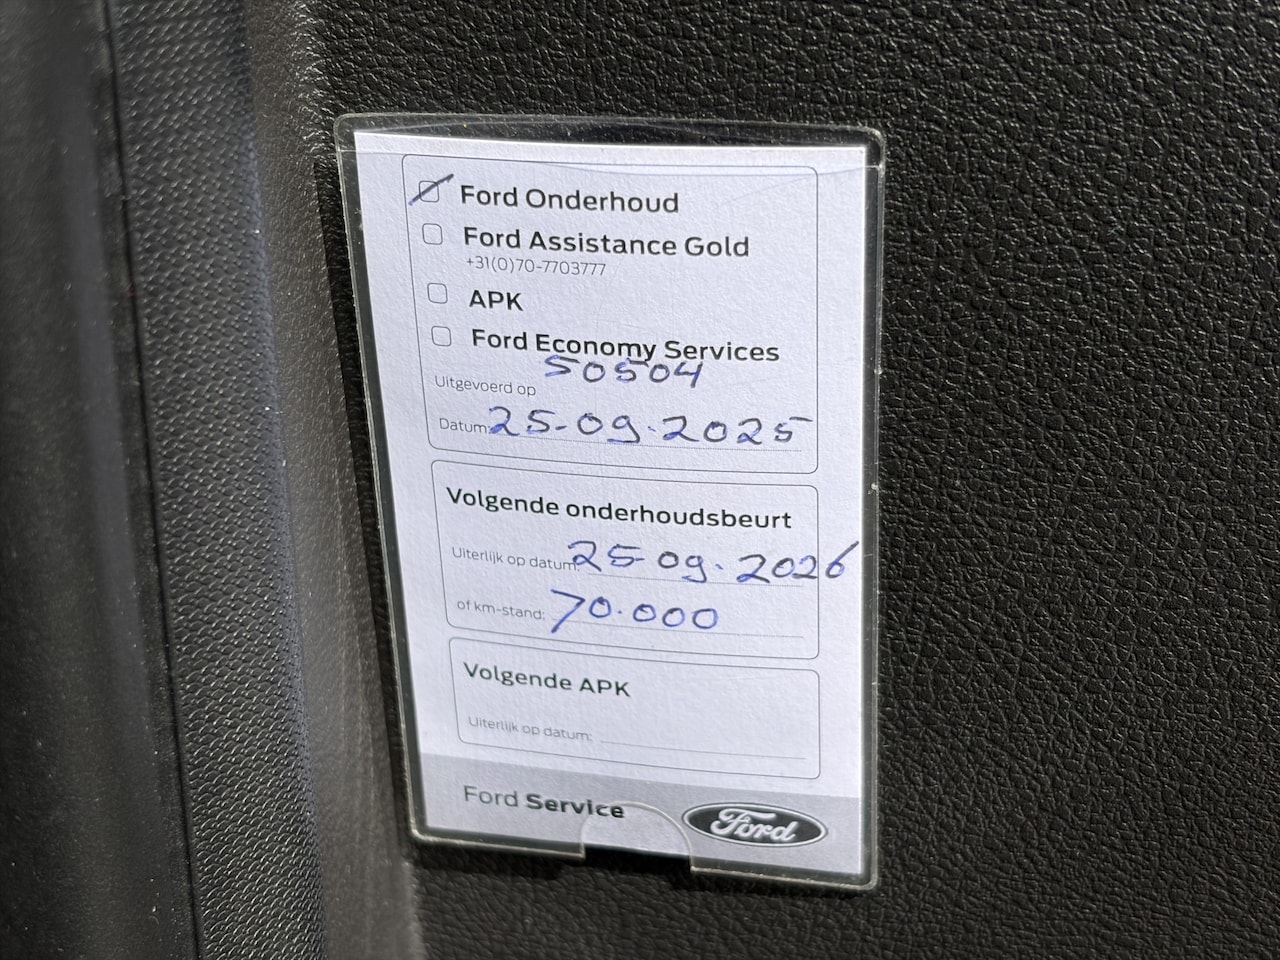 Ford Onderhoud
Ford Assistance Gold
+31(0)70-7703777
APK
Ford Economy Services
50504
Uitgevoerd op
Datum: 25-09-2025
Volgende onderhoudsbeurt
Uiterlijk op datum: 25-09-2026
of km-stand: 70.000
Volgende APK
Uiterlijk op datum:
Ford Service
Ford